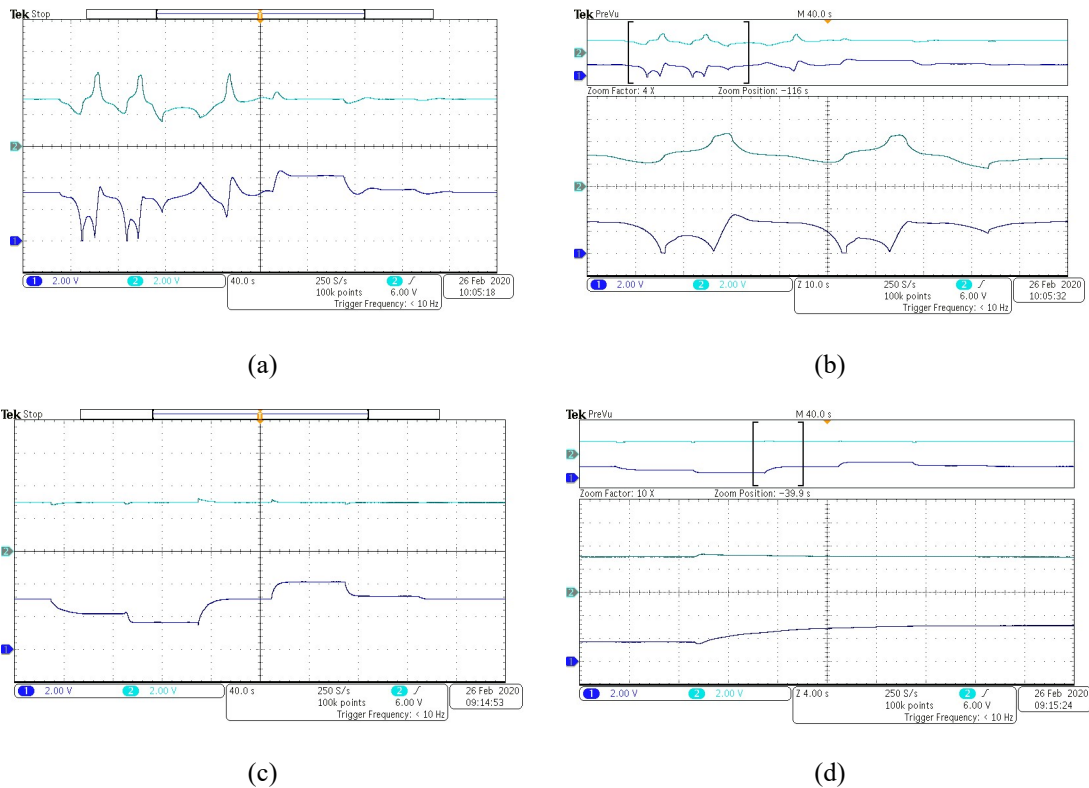 Tek Stop
2
1
1 2.00 V 2 2.00 V 40.0 s 250 S/s 2 ∫ 26 Feb 2020
100k points 6.00 V 10:05:18
Trigger Frequency: < 10 Hz
(a)
Tek PreVu M 40.0 s
2
1
Zoom Factor: 4 X Zoom Position: −116 s
2
1
1 2.00 V 2 2.00 V Z 10.0 s 250 S/s 2 ∫ 26 Feb 2020
100k points 6.00 V 10:05:32
Trigger Frequency: < 10 Hz
(b)
Tek Stop
2
1
1 2.00 V 2 2.00 V 40.0 s 250 S/s 2 ∫ 26 Feb 2020
100k points 6.00 V 09:14:53
Trigger Frequency: < 10 Hz
(c)
Tek PreVu M 40.0 s
2
1
Zoom Factor: 10 X Zoom Position: −39.9 s
2
1
1 2.00 V 2 2.00 V Z 4.00 s 250 S/s 2 ∫ 26 Feb 2020
100k points 6.00 V 09:15:24
Trigger Frequency: < 10 Hz
(d)